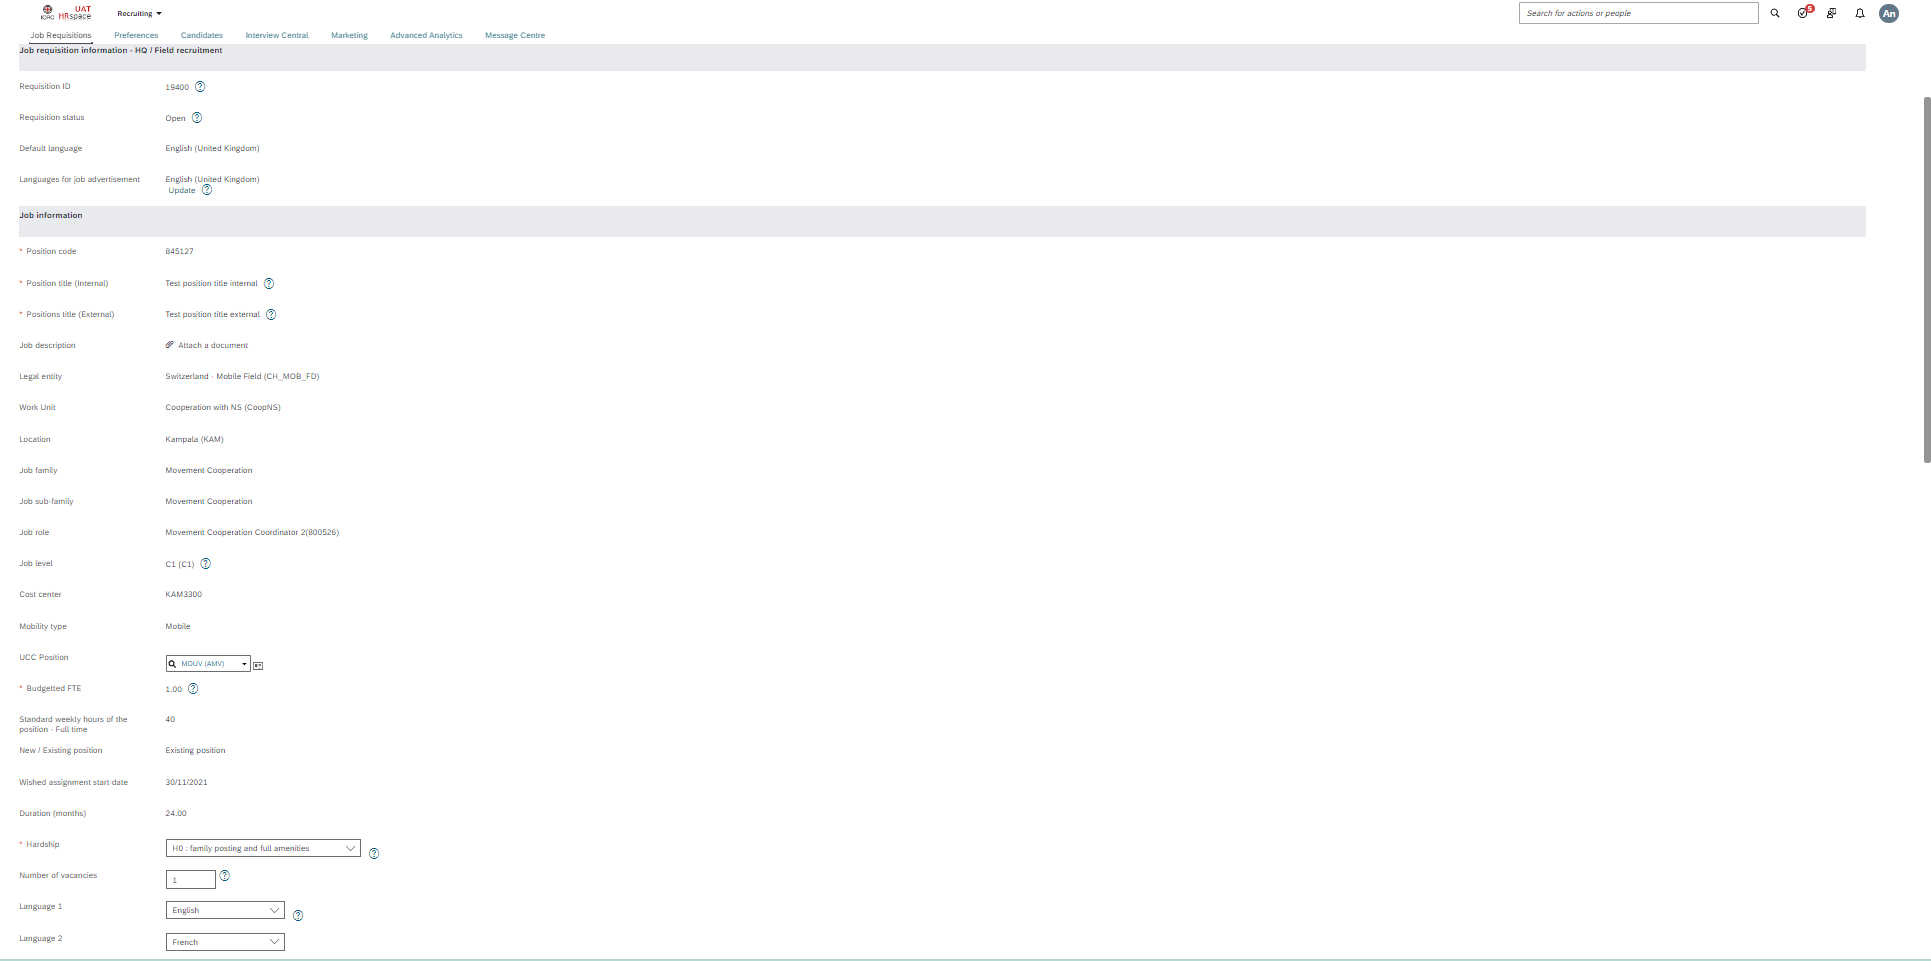 ICRC
UAT
HRspace
Recruiting
Search for actions or people
5
An
Job Requisitions
Preferences
Candidates
Interview Central
Marketing
Advanced Analytics
Message Centre
Job requisition information - HQ / Field recruitment
Requisition ID 19400 ?
Requisition status Open ?
Default language English (United Kingdom)
Languages for job advertisement English (United Kingdom)
Update ?
Job information
* Position code 845127
* Position title (Internal) Test position title internal ?
* Positions title (External) Test position title external ?
Job description Attach a document
Legal entity Switzerland - Mobile Field (CH_MOB_FD)
Work Unit Cooperation with NS (CoopNS)
Location Kampala (KAM)
Job family Movement Cooperation
Job sub-family Movement Cooperation
Job role Movement Cooperation Coordinator 2(800526)
Job level C1 (C1) ?
Cost center KAM3300
Mobility type Mobile
UCC Position MOUV (AMV)
* Budgetted FTE 1.00 ?
Standard weekly hours of the 40
position - Full time
New / Existing position Existing position
Wished assignment start date 30/11/2021
Duration (months) 24.00
* Hardship H0 : family posting and full amenities ?
Number of vacancies 1 ?
Language 1 English ?
Language 2 French